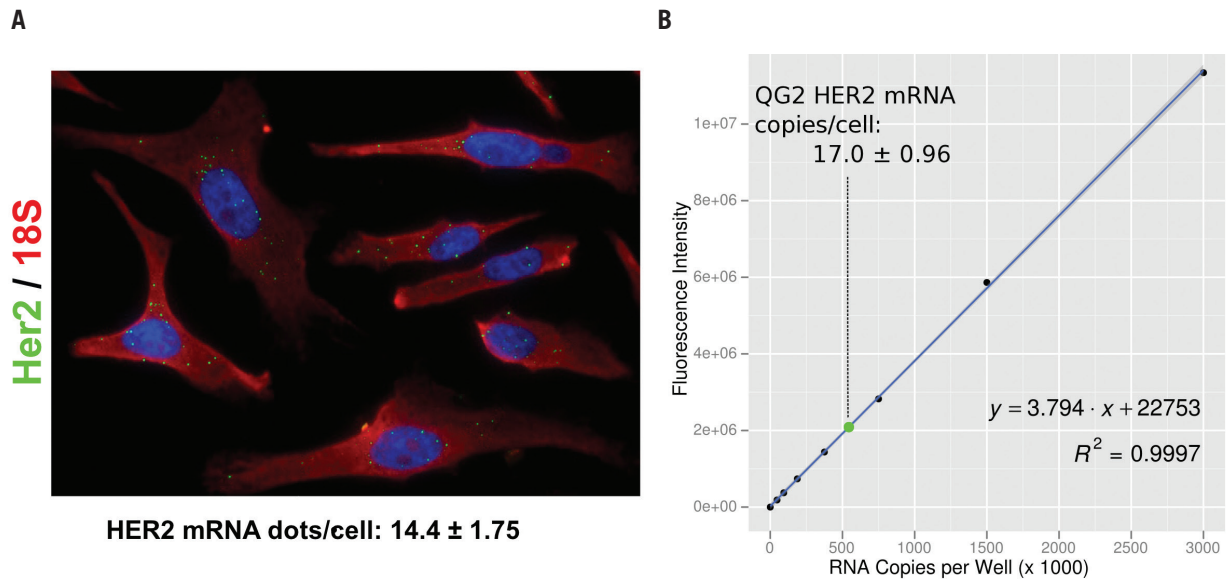 A
Her2 / 18S
HER2 mRNA dots/cell: 14.4 ± 1.75
B
QG2 HER2 mRNA
copies/cell:
17.0 ± 0.96
Fluorescence Intensity
1e+07
8e+06
6e+06
4e+06
2e+06
0e+00
y = 3.794 · x + 22753
R² = 0.9997
0 500 1000 1500 2000 2500 3000
RNA Copies per Well (x 1000)